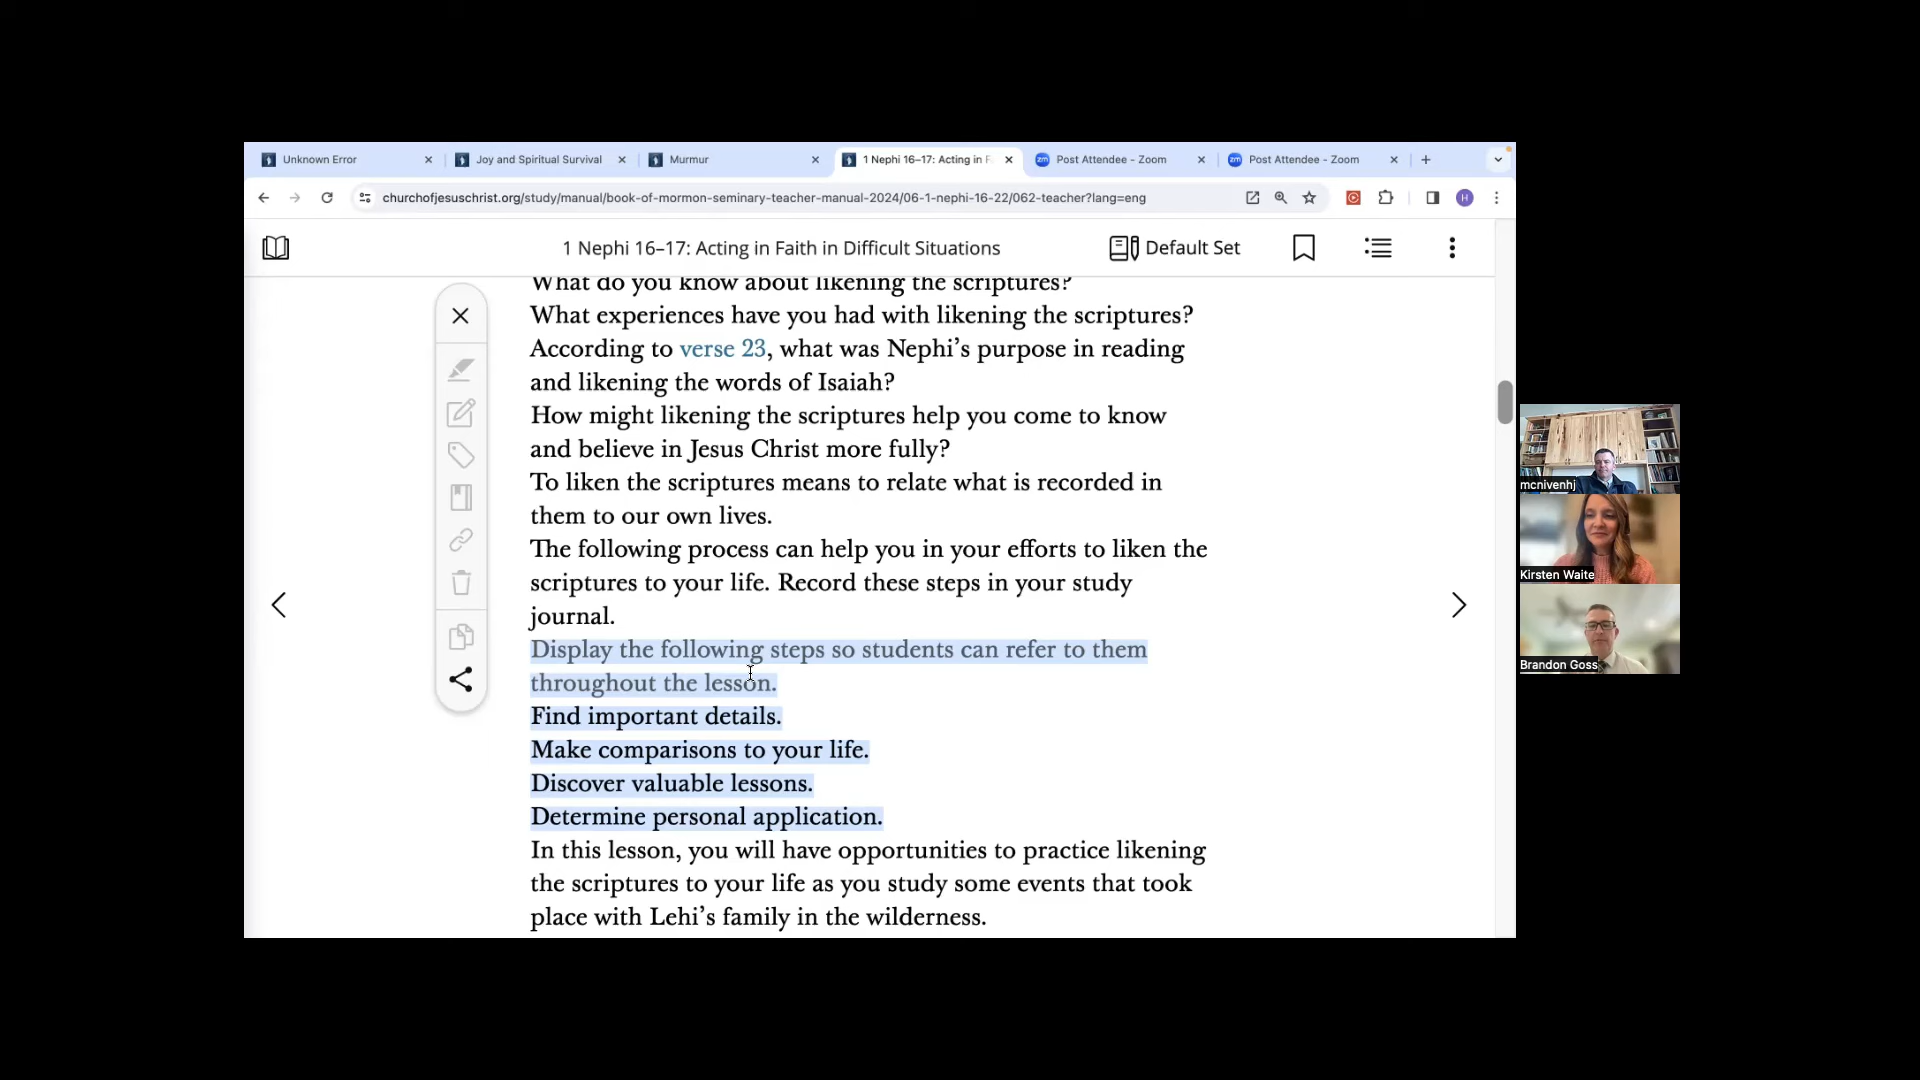 Unknown Error
Joy and Spiritual Survival
Murmur
1 Nephi 16–17: Acting in F
zm Post Attendee – Zoom
zm Post Attendee – Zoom
churchofjesuschrist.org/study/manual/book-of-mormon-seminary-teacher-manual-2024/06-1-nephi-16-22/062-teacher?lang=eng
H
1 Nephi 16–17: Acting in Faith in Difficult Situations
Default Set
What do you know about likening the scriptures?
What experiences have you had with likening the scriptures?
According to verse 23, what was Nephi’s purpose in reading
and likening the words of Isaiah?
How might likening the scriptures help you come to know
and believe in Jesus Christ more fully?
To liken the scriptures means to relate what is recorded in
them to our own lives.
The following process can help you in your efforts to liken the
scriptures to your life. Record these steps in your study
journal.
Display the following steps so students can refer to them
throughout the lesson.
Find important details.
Make comparisons to your life.
Discover valuable lessons.
Determine personal application.
In this lesson, you will have opportunities to practice likening
the scriptures to your life as you study some events that took
place with Lehi’s family in the wilderness.
mcnivenhj
Kirsten Waite
Brandon Goss